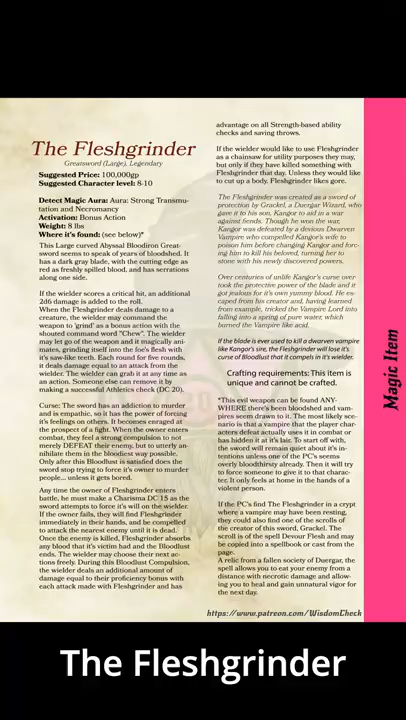 The Fleshgrinder
Greatsword (Large), Legendary
Suggested Price: 100,000gp
Suggested Character level: 8-10
Detect Magic Aura: Aura: Strong Transmu-
tation and Necromancy
Activation: Bonus Action
Weight: 8 lbs
Where it's found: (see below)*
This Large curved Abyssal Bloodiron Great-
sword seems to speak of years of bloodshed. It
has a dark gray blade, with the cutting edge as
red as freshly spilled blood, and has serrations
along one side.
If the wielder scores a critical hit, an additional
2d6 damage is added to the roll.
When the Fleshgrinder deals damage to a
creature, the wielder may command the
weapon to 'grind' as a bonus action with the
shouted command word "Chew". The wielder
may let go of the weapon and it magically ani-
mates, grinding itself into the foe's flesh with
it's saw-like teeth. Each round for five rounds,
it deals damage equal to an attack from the
wielder. The wielder can grab it at any time as
an action. Someone else can remove it by
making a successful Athletics check (DC 20).
Curse: The sword has an addiction to murder
and is empathic, so it has the power of forcing
it's feelings on others. It becomes enraged at
the prospect of a fight. When the owner enters
combat, they feel a strong compulsion to not
merely DEFEAT their enemy, but to utterly an-
nihilate them in the bloodiest way possible.
Only after this Bloodlust is satisfied does the
sword stop trying to force it's owner to murder
people... unless it gets bored.
Any time the owner of Fleshgrinder enters
battle, he must make a Charisma DC 15 as the
sword attempts to force it's will on the wielder.
If the owner fails, they will find Fleshgrinder
immediately in their hands, and be compelled
to attack the nearest enemy until it is dead.
Once the enemy is killed, Fleshgrinder absorbs
any blood that it's victim had and the Bloodlust
ends. The wielder may choose their next ac-
tions freely. During this Bloodlust Compulsion,
the wielder deals an additional amount of
damage equal to their proficiency bonus with
each attack made with Fleshgrinder and has
advantage on all Strength-based ability
checks and saving throws.
If the wielder would like to use Fleshgrinder
as a chainsaw for utility purposes they may,
but only if they have killed something with
Fleshgrinder that day. Unless they would like
to cut up a body. Fleshgrinder likes gore.
The Fleshgrinder was created as a sword of
protection by Grackel, a Duergar Wizard, who
gave it to his son, Kangor to aid in a war
against fiends. Though he won the war,
Kangor was defeated by a devious Dwarven
Vampire who compelled Kangor's wife to
poison him before changing Kangor and forc-
ing him to kill his beloved, turning her to
stone with his newly discovered powers.
Over centuries of unlife Kangor's curse over
took the protective power of the blade and it
got jealous for it's own yummy blood. He es-
caped from his creator and, having learned
from example, tricked the Vampire Lord into
falling into a spring of pure water, which
burned the Vampire like acid.
If the blade is ever used to kill a dwarven vampire
like Kangor's sire, the Fleshgrinder will lose it's
curse of Bloodlust that it compels in it's wielder.
Crafting requirements: This item is
unique and cannot be crafted.
*This evil weapon can be found ANY-
WHERE there's been bloodshed and vam-
pires seem drawn to it. The most likely sce-
nario is that a vampire that the player char-
acters defeat actually uses it in combat or
has hidden it at it's lair. To start off with,
the sword will remain quiet about it's in-
tentions unless one of the PC's seems
overly bloodthirsty already. Then it will try
to force someone to give it to that charac-
ter. It only feels at home in the hands of a
violent person.
If the PC's find The Fleshgrinder in a crypt
where a vampire may have been resting,
they could also find one of the scrolls of
the creator of this sword, Grackel. The
scroll is of the spell Devour Flesh and may
be copied into a spellbook or cast from the
page.
A relic from a fallen society of Duergar, the
spell allows you to eat your enemy from a
distance with necrotic damage and allow-
ing you to heal and gain unnatural vigor for
the next day.
Magic Item
https://www.patreon.com/WisdomCheck
The Fleshgrinder